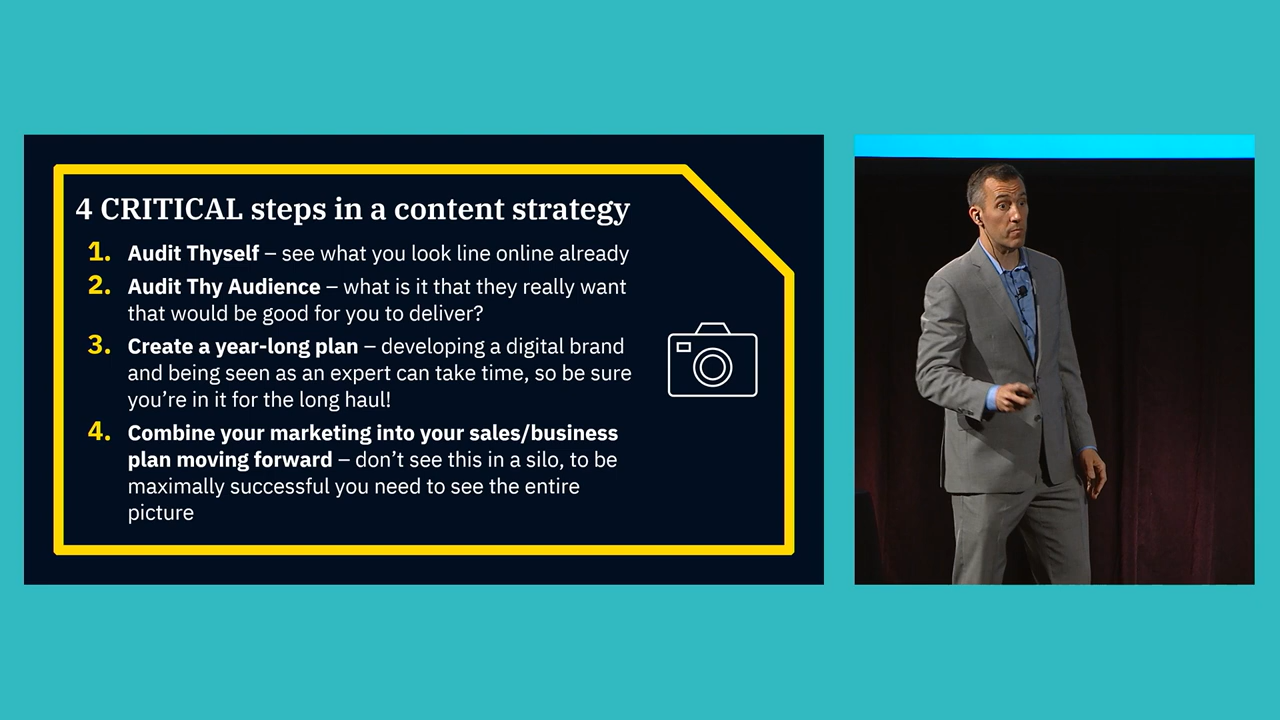 4 CRITICAL steps in a content strategy
1. Audit Thyself – see what you look line online already
2. Audit Thy Audience – what is it that they really want
that would be good for you to deliver?
3. Create a year-long plan – developing a digital brand
and being seen as an expert can take time, so be sure
you’re in it for the long haul!
4. Combine your marketing into your sales/business
plan moving forward – don’t see this in a silo, to be
maximally successful you need to see the entire
picture